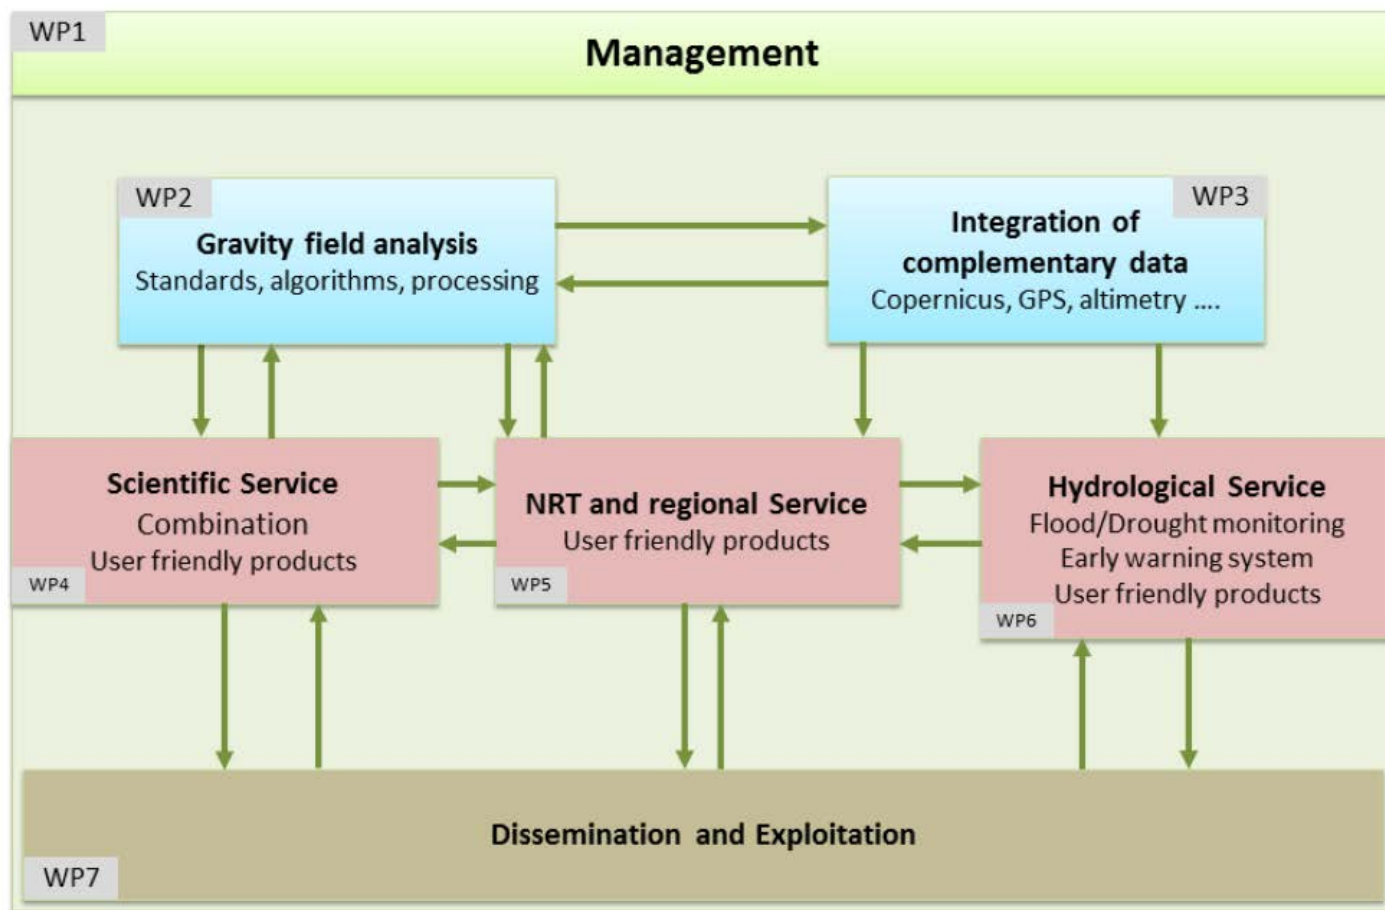 WP1
Management
WP2
Gravity field analysis
Standards, algorithms, processing
WP3
Integration of
complementary data
Copernicus, GPS, altimetry ....
Scientific Service
Combination
User friendly products
WP4
NRT and regional Service
User friendly products
WP5
Hydrological Service
Flood/Drought monitoring
Early warning system
User friendly products
WP6
Dissemination and Exploitation
WP7